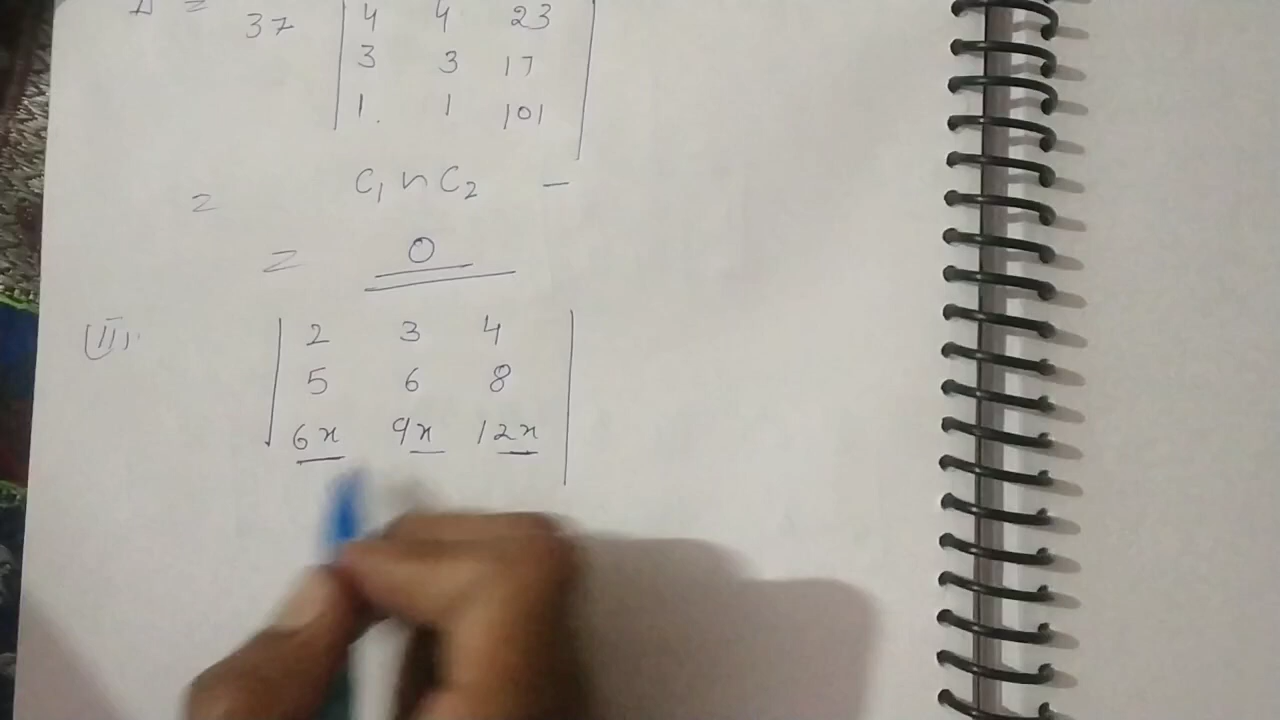 = 37 | 4 4 23 |
| 3 3 17 |
| 1. 1 101 |
= C₁ n C₂ –
= 0
(II). | 2 3 4 |
| 5 6 8 |
| 6x 9x 12x |